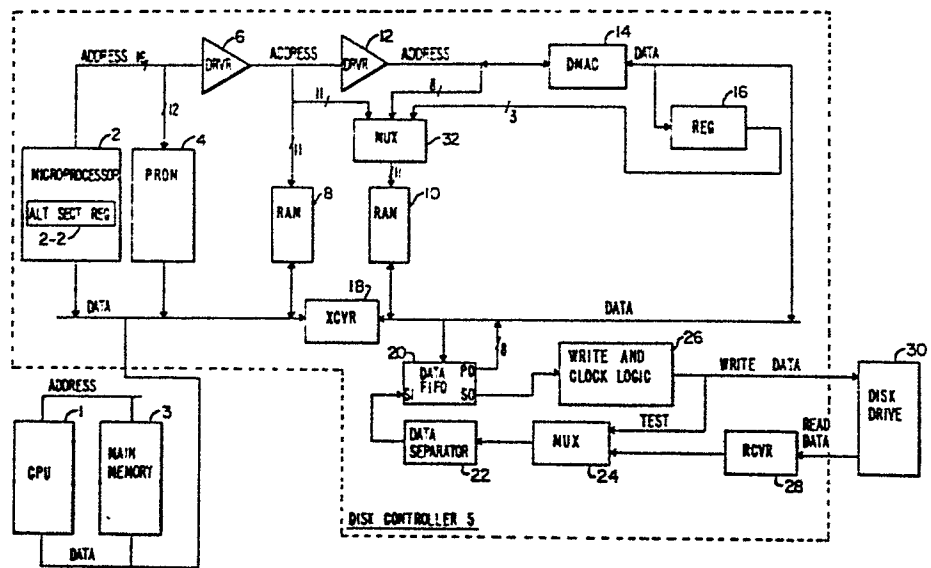 6
12
14
ADDRESS 16
DRVR
ADDRESS
DRVR
ADDRESS
DMAC
DATA
8
16
REG
12
11
3
2
4
MUX
32
MICROPROCESSOR
PROM
11
11
8
10
ALT SECT REG
2-2
RAM
RAM
18
DATA
XCVR
DATA
8
26
30
20
DATA
FIFO
PO
SI
SO
WRITE AND
CLOCK LOGIC
WRITE DATA
DISK
DRIVE
ADDRESS
1
3
TEST
READ
DATA
CPU
MAIN
MEMORY
DATA
SEPARATOR
22
MUX
24
RCVR
28
DISK CONTROLLER 5
DATA